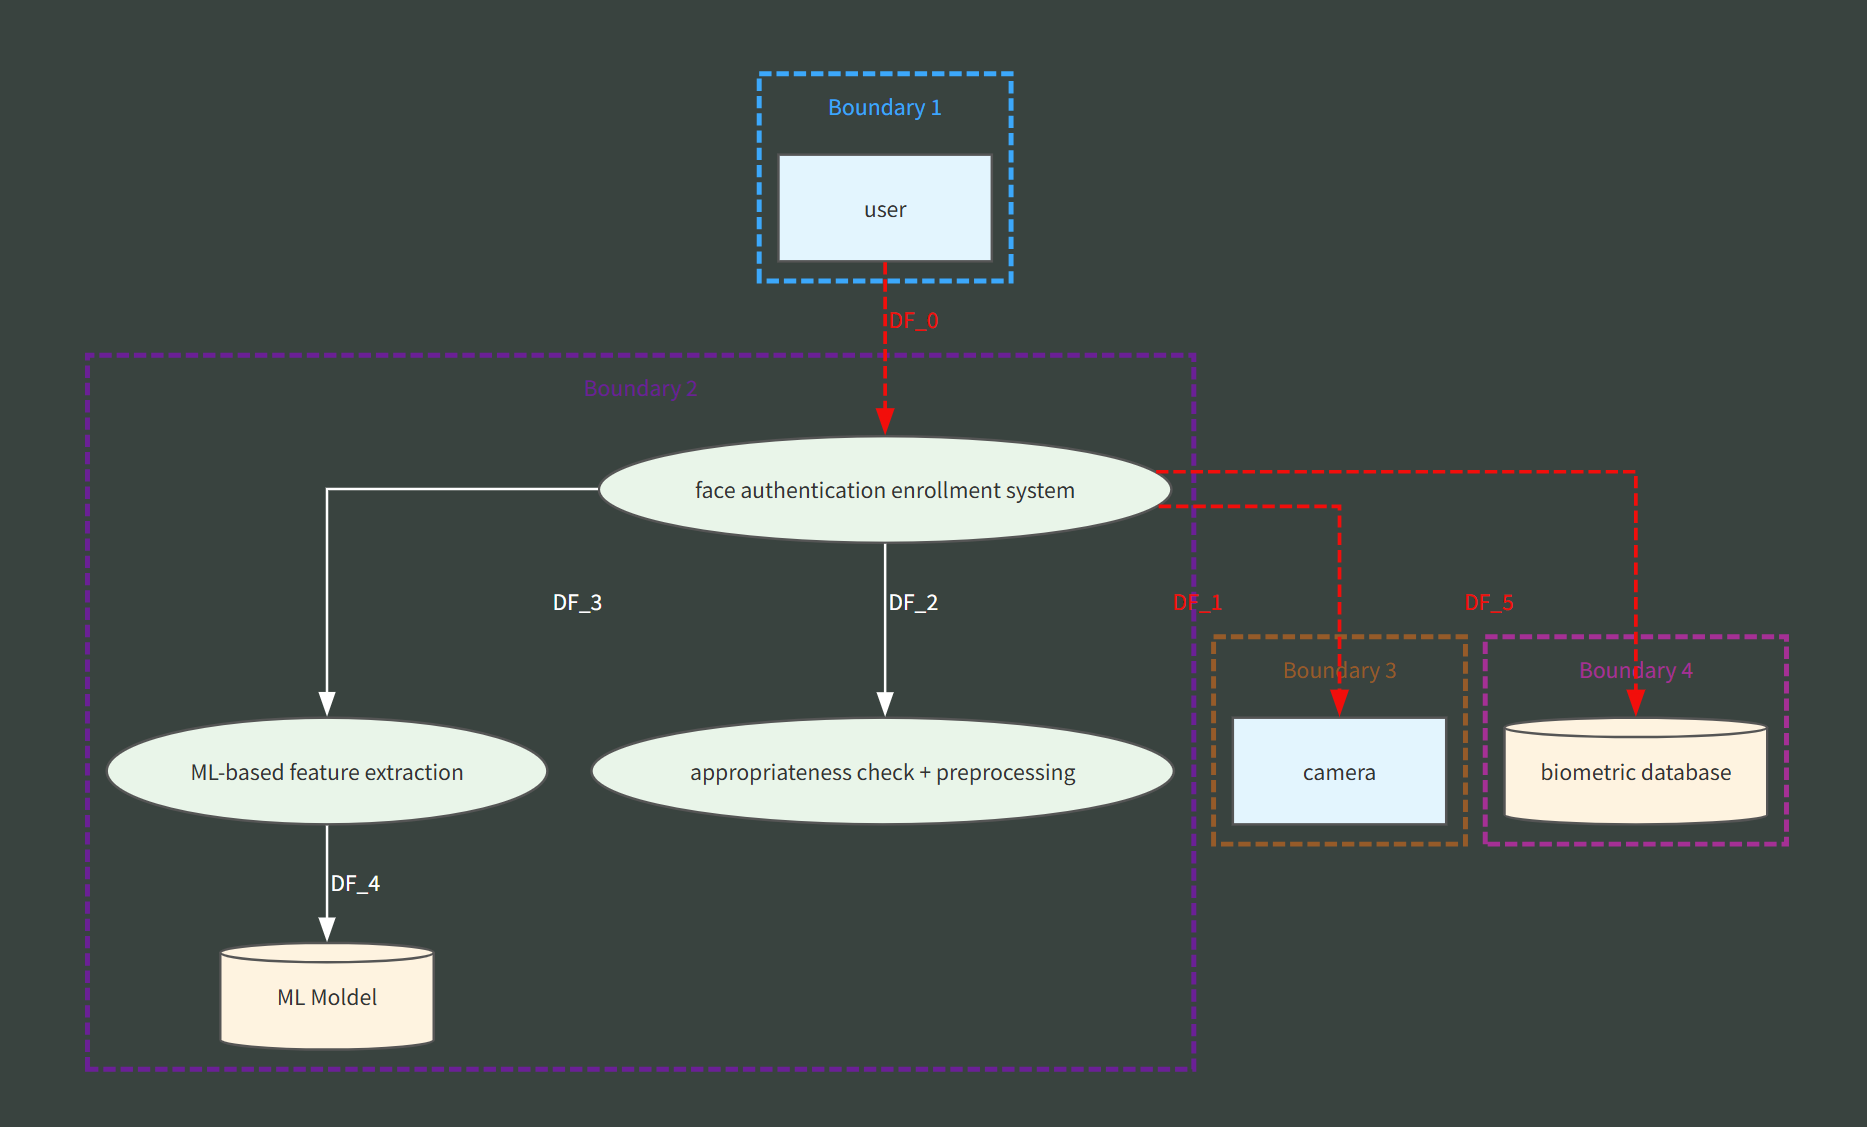 Boundary 1
user
DF_0
Boundary 2
face authentication enrollment system
DF_3
DF_2
DF_1
DF_5
Boundary 3
Boundary 4
ML-based feature extraction
appropriateness check + preprocessing
camera
biometric database
DF_4
ML Moldel